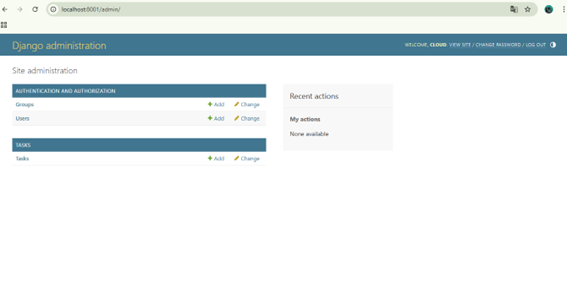 localhost:8001/admin/
Django administration
WELCOME, CLOUD. VIEW SITE / CHANGE PASSWORD / LOG OUT
Site administration
AUTHENTICATION AND AUTHORIZATION
Groups Add Change
Users Add Change
TASKS
Tasks Add Change
Recent actions
My actions
None available